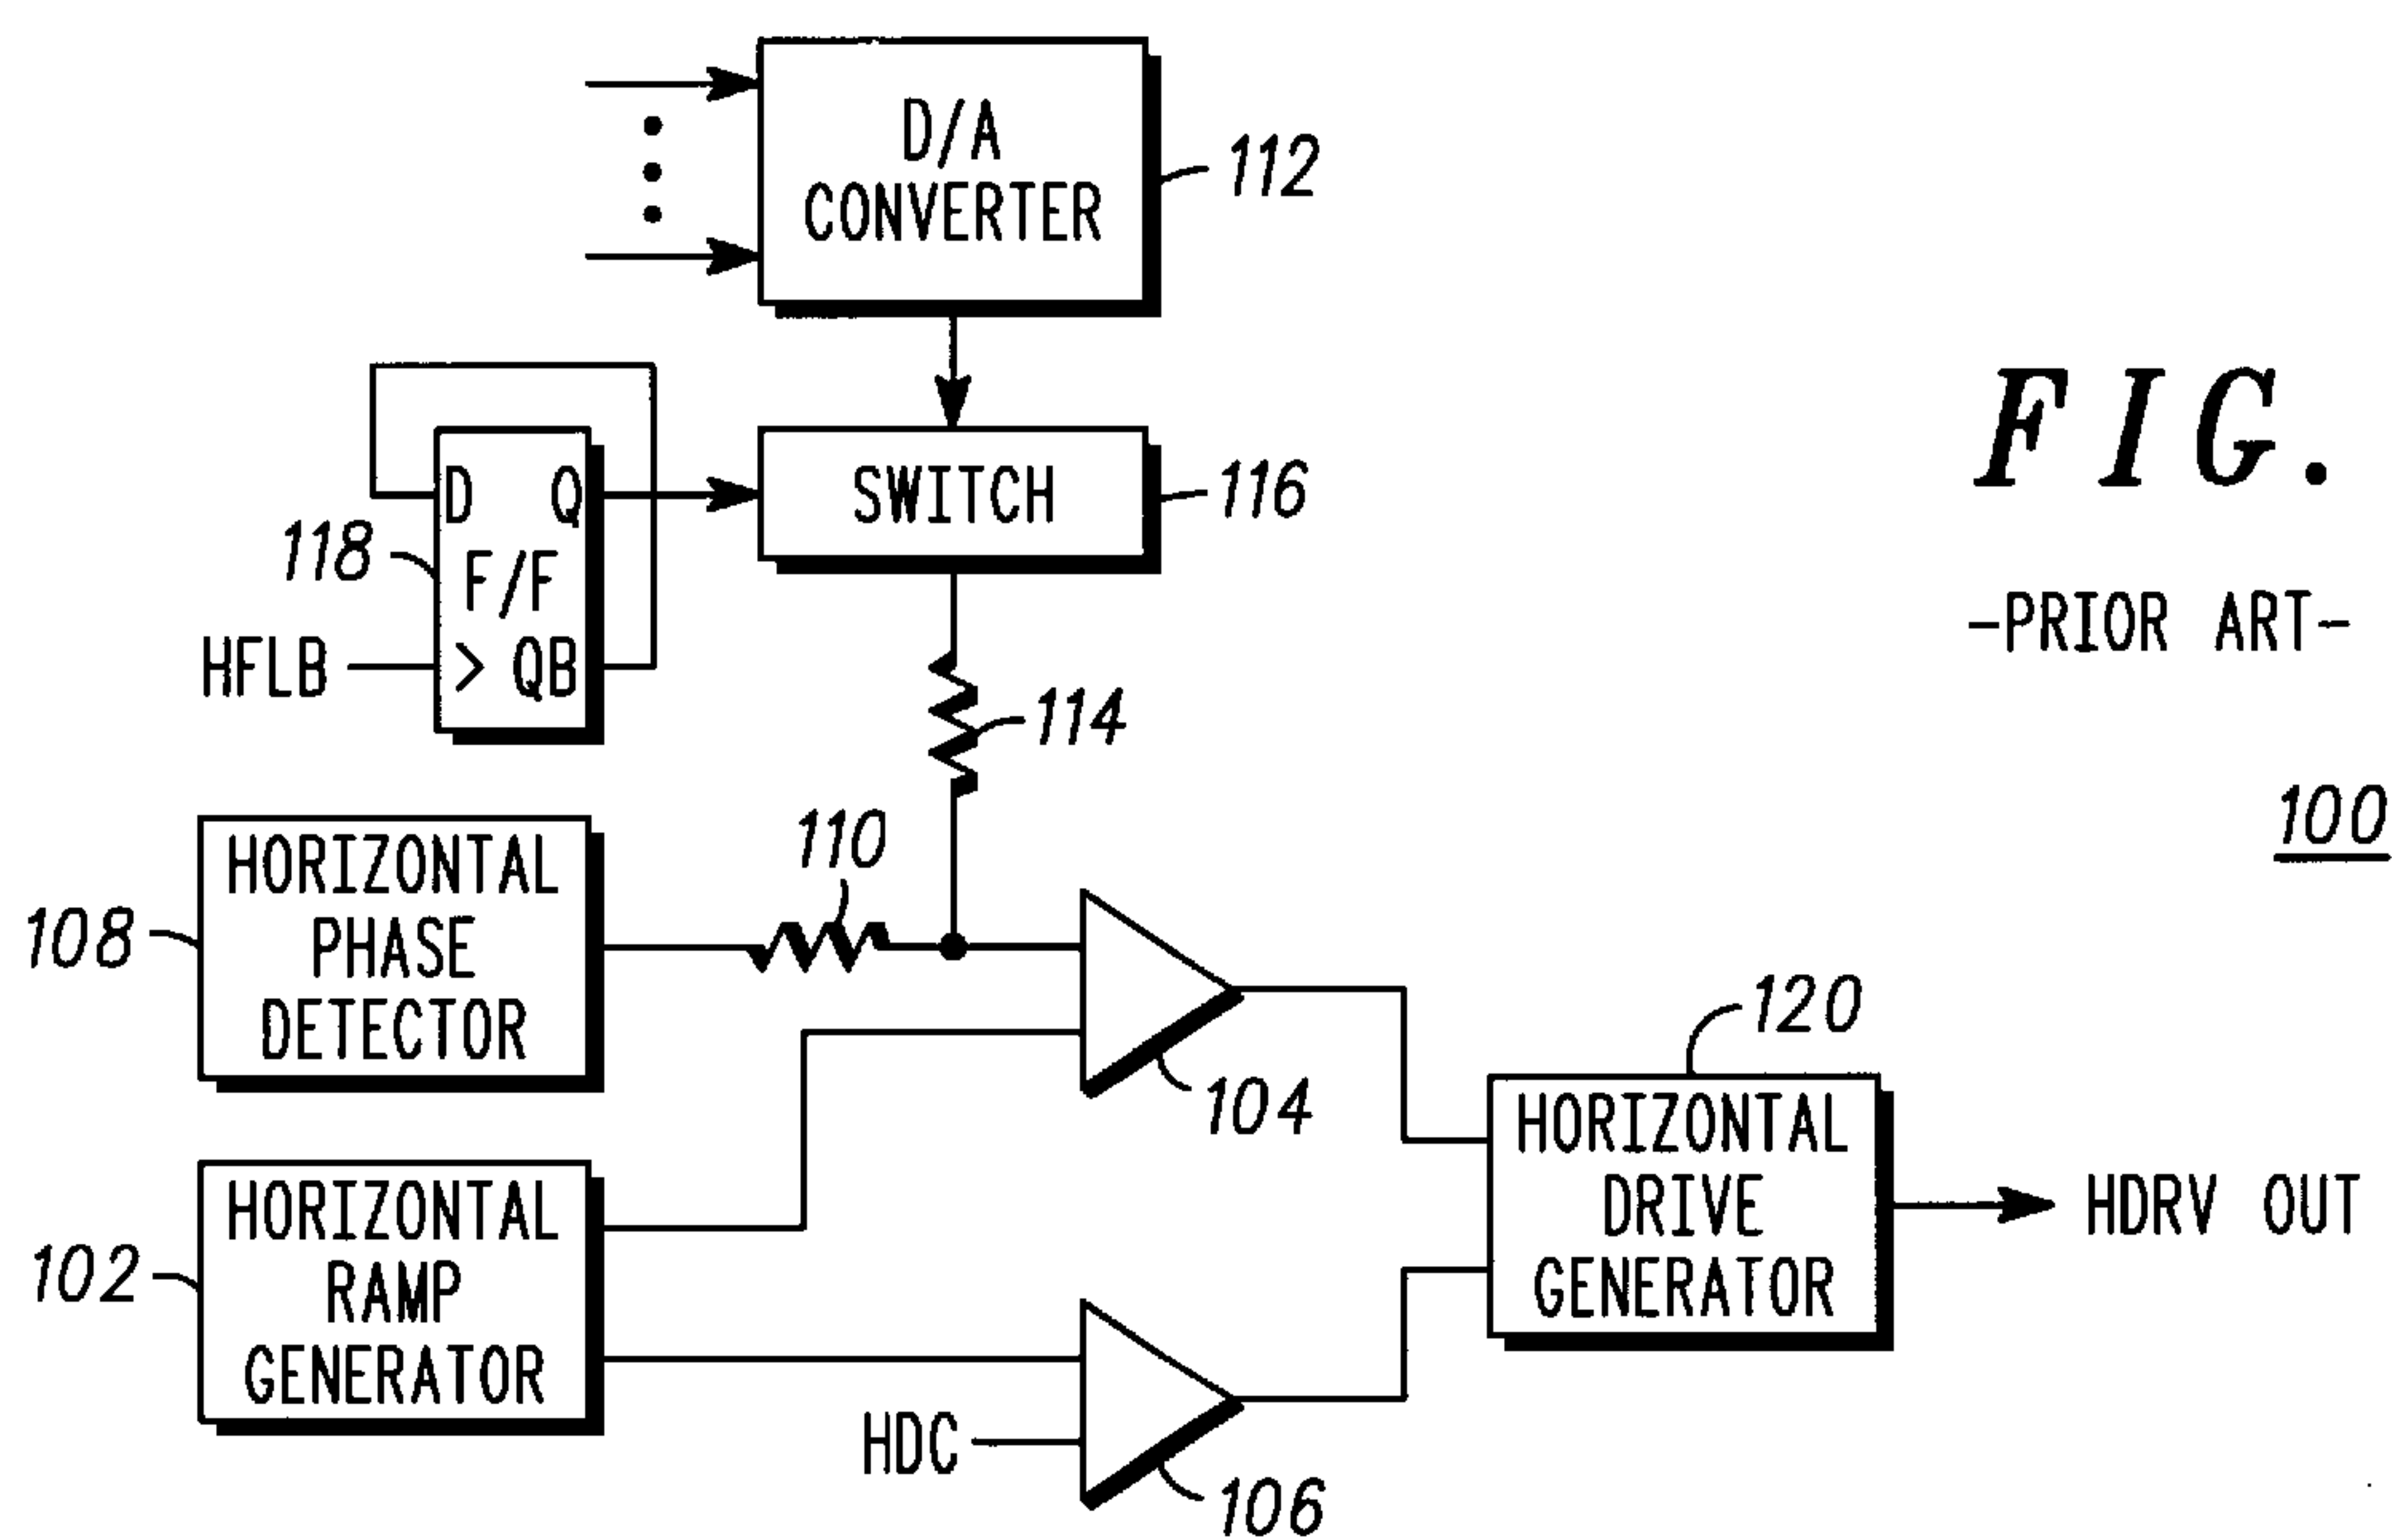 D/A
CONVERTER
112
FIG.
-PRIOR ART-
100
D Q
SWITCH
116
118
F/F
HFLB
> QB
114
110
HORIZONTAL
PHASE
DETECTOR
108
104
120
HORIZONTAL
DRIVE
GENERATOR
HDRV OUT
HORIZONTAL
RAMP
GENERATOR
102
HDC
106